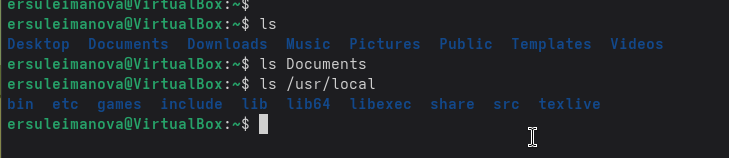 ersuleimanova@VirtualBox:~$
ersuleimanova@VirtualBox:~$ ls
Desktop  Documents  Downloads  Music  Pictures  Public  Templates  Videos
ersuleimanova@VirtualBox:~$ ls Documents
ersuleimanova@VirtualBox:~$ ls /usr/local
bin  etc  games  include  lib  lib64  libexec  share  src  texlive
ersuleimanova@VirtualBox:~$